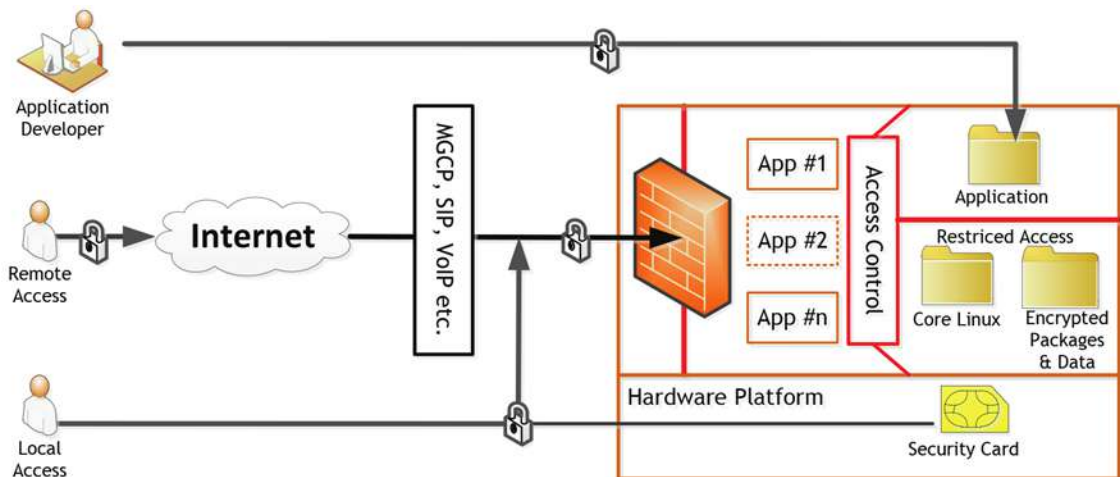 Application
Developer
MGCP, SIP, VoIP etc.
App #1
Access Control
Application
Remote
Access
Internet
App #2
Restriced Access
App #n
Core Linux
Encrypted
Packages
& Data
Local
Access
Hardware Platform
Security Card